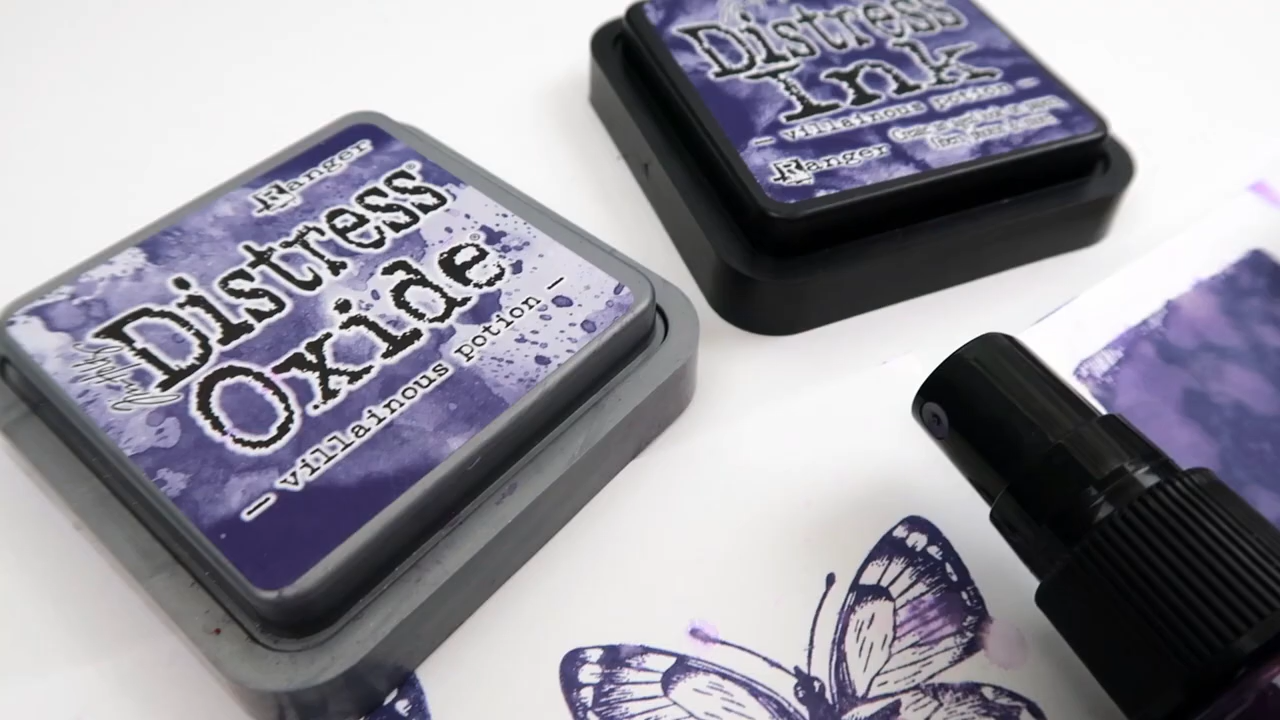 Ranger
Distress®
Oxide®
— villainous potion —
Distress
Ink
— villainous potion —
Ranger